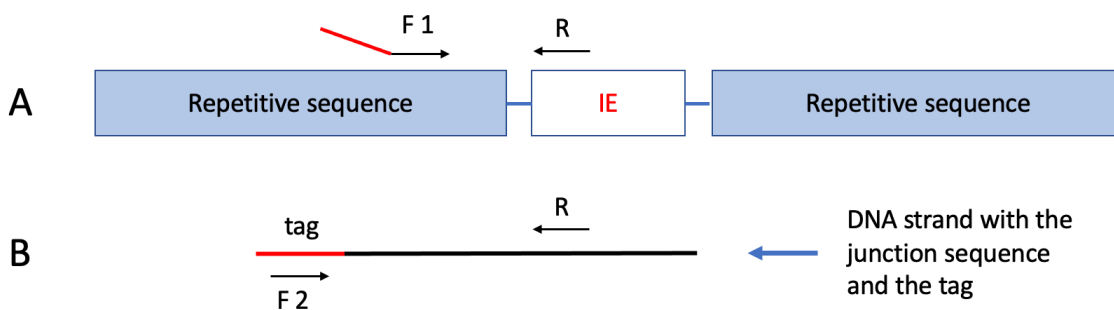 F 1
R
A
Repetitive sequence
IE
Repetitive sequence
B
tag
R
DNA strand with the
junction sequence
and the tag
F 2